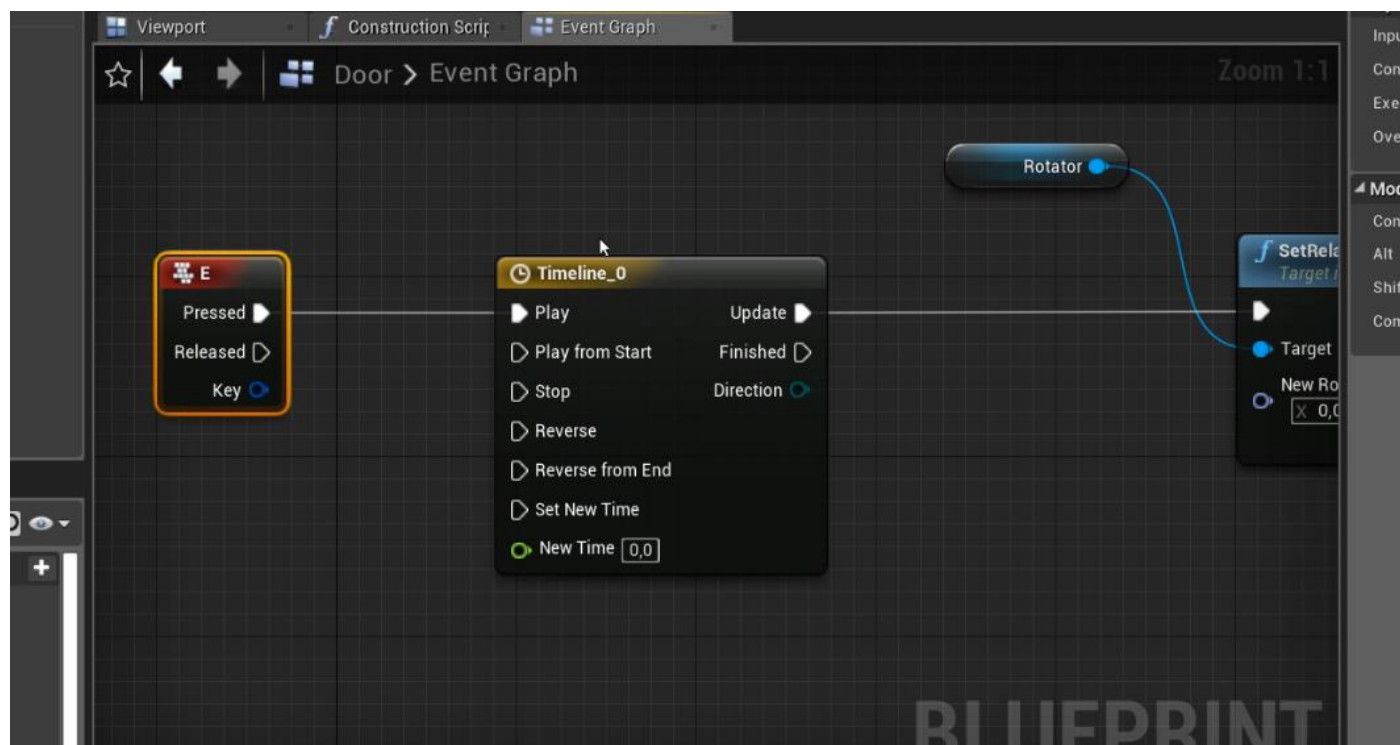 Viewport
Construction Scrip
Event Graph
Door > Event Graph
Zoom 1:1
Rotator
E
Pressed
Released
Key
Timeline_0
Play
Update
Play from Start
Finished
Stop
Direction
Reverse
Reverse from End
Set New Time
New Time 0,0
SetRela
Target i
Target
New Ro
X 0,0
Inpu
Con
Exe
Ove
Mod
Con
Alt
Shif
Com
BLUEPRINT